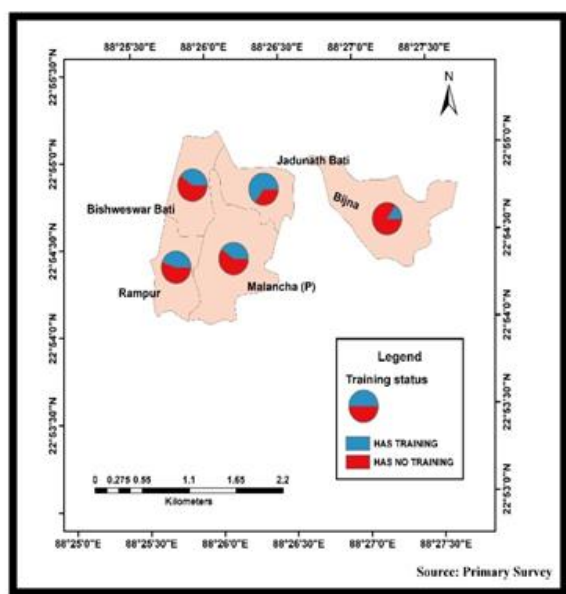 88°25'30"E 88°26'0"E 88°26'30"E 88°27'0"E 88°27'30"E
22°55'30"N
22°55'0"N
22°54'30"N
22°54'0"N
22°53'30"N
22°55'0"N
22°54'30"N
22°54'0"N
22°53'30"N
22°53'0"N
N
Jadunath Bati
Bijna
Bishweswar Bati
Rampur
Malancha (P)
Legend
Training status
HAS TRAINING
HAS NO TRAINING
0 0.275 0.55 1.1 1.65 2.2
Kilometers
88°25'0"E 88°25'30"E 88°26'0"E 88°26'30"E 88°27'0"E 88°27'30"E
Source: Primary Survey